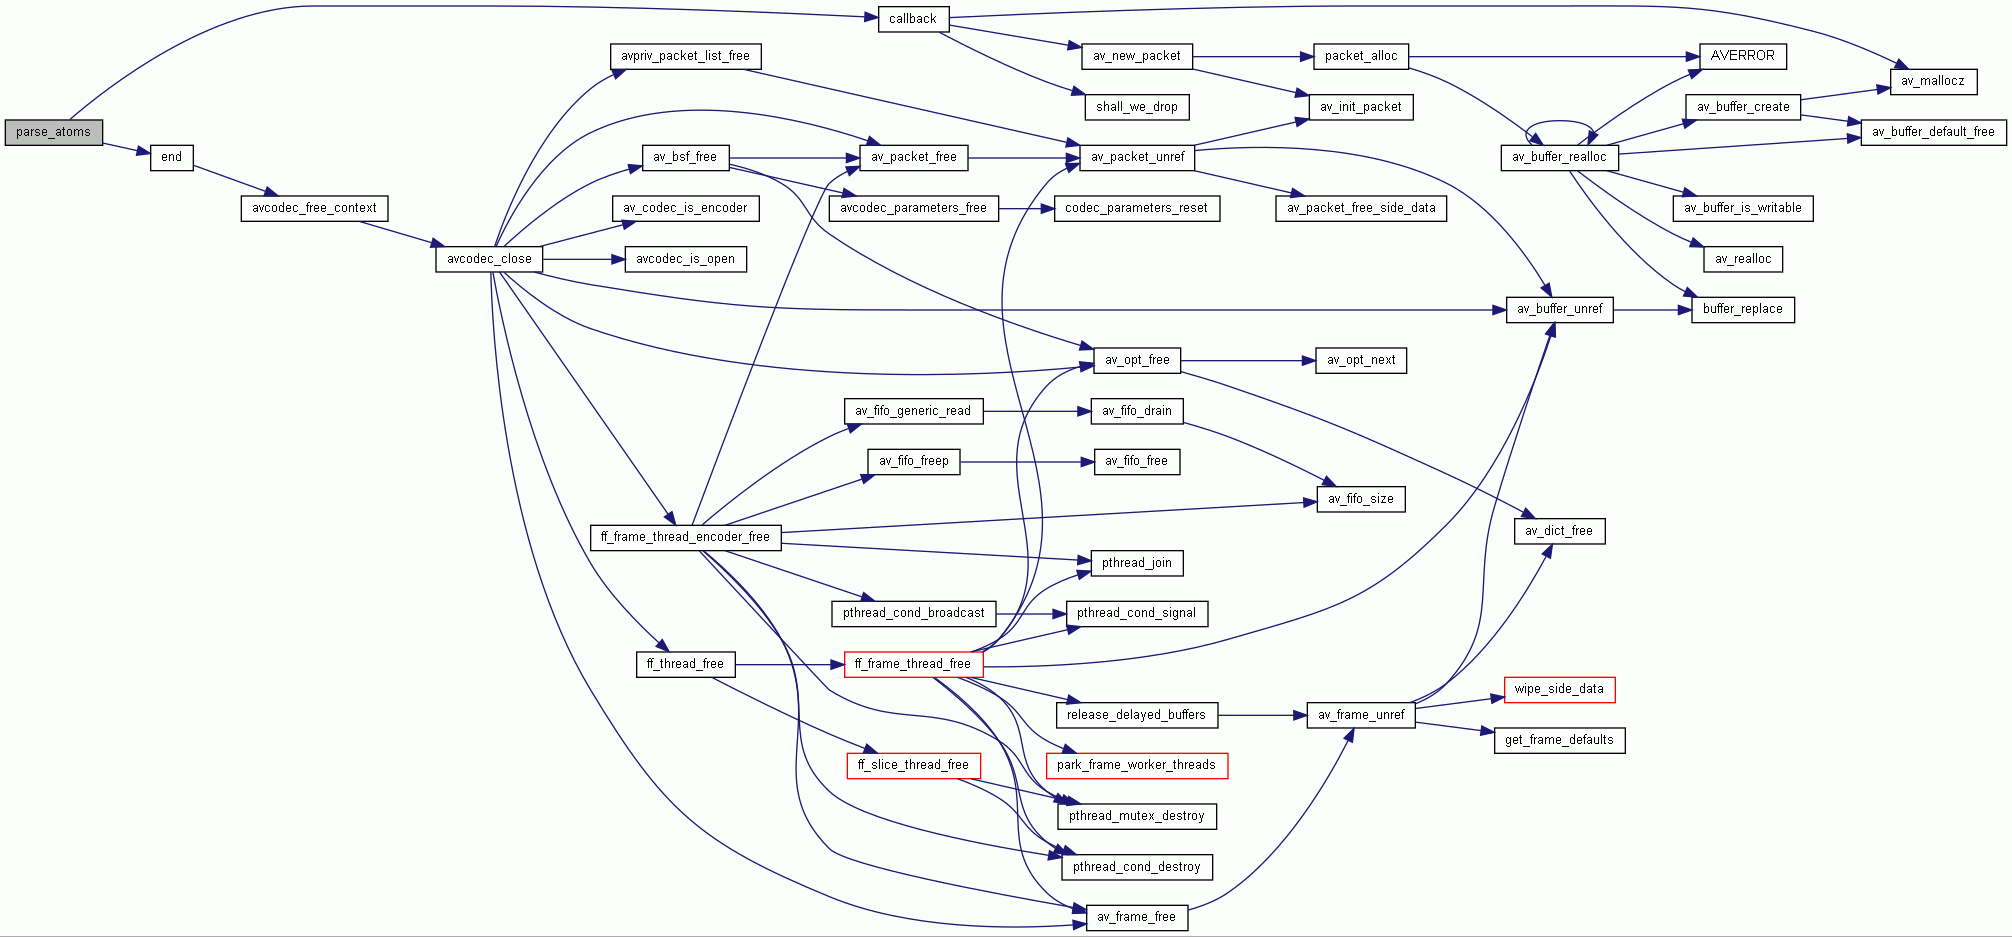 callback
avpriv_packet_list_free
av_new_packet
packet_alloc
AVERROR
av_mallocz
shall_we_drop
av_init_packet
av_buffer_create
parse_atoms
av_buffer_default_free
end
av_bsf_free
av_packet_free
av_packet_unref
av_buffer_realloc
avcodec_free_context
av_codec_is_encoder
avcodec_parameters_free
codec_parameters_reset
av_packet_free_side_data
av_buffer_is_writable
avcodec_close
avcodec_is_open
av_realloc
av_buffer_unref
buffer_replace
av_opt_free
av_opt_next
av_fifo_generic_read
av_fifo_drain
av_fifo_freep
av_fifo_free
av_fifo_size
ff_frame_thread_encoder_free
av_dict_free
pthread_join
pthread_cond_broadcast
pthread_cond_signal
ff_thread_free
ff_frame_thread_free
wipe_side_data
release_delayed_buffers
av_frame_unref
get_frame_defaults
ff_slice_thread_free
park_frame_worker_threads
pthread_mutex_destroy
pthread_cond_destroy
av_frame_free